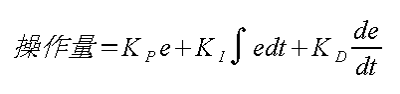 操作量=K_P e+K_I∫edt+K_D de/dt